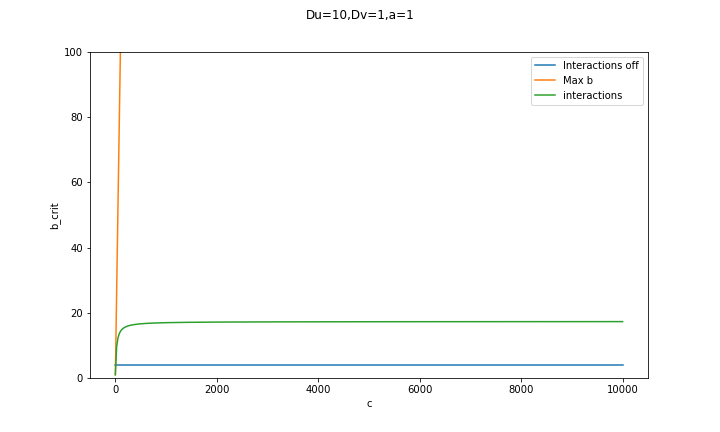 Du=10,Dv=1,a=1
Interactions off
Max b
interactions
b_crit
100
80
60
40
20
0
0
2000
4000
6000
8000
10000
c